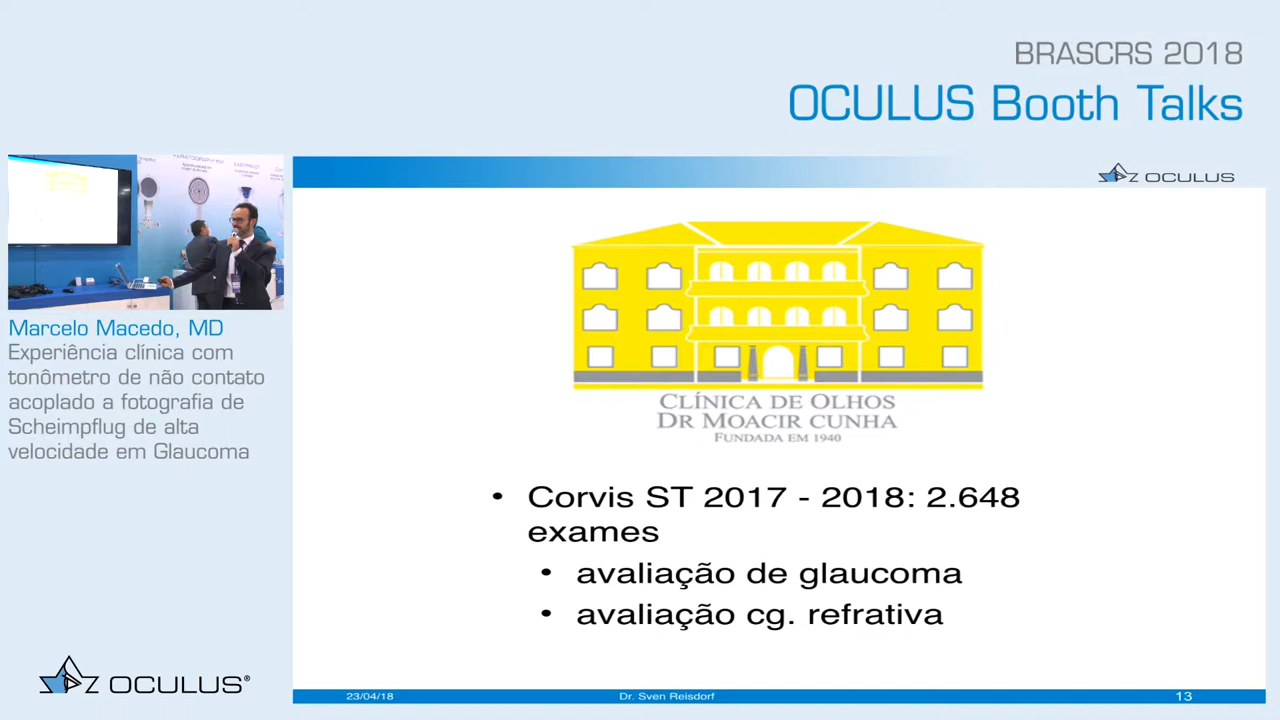 BRASCRS 2018
OCULUS Booth Talks
OCULUS
Marcelo Macedo, MD
Experiência clínica com
tonômetro de não contato
acoplado a fotografia de
Scheimpflug de alta
velocidade em Glaucoma
CLÍNICA DE OLHOS
DR MOACIR CUNHA
FUNDADA EM 1940
• Corvis ST 2017 - 2018: 2.648
exames
• avaliação de glaucoma
• avaliação cg. refrativa
OCULUS®
23/04/18 Dr. Sven Reisdorf 13